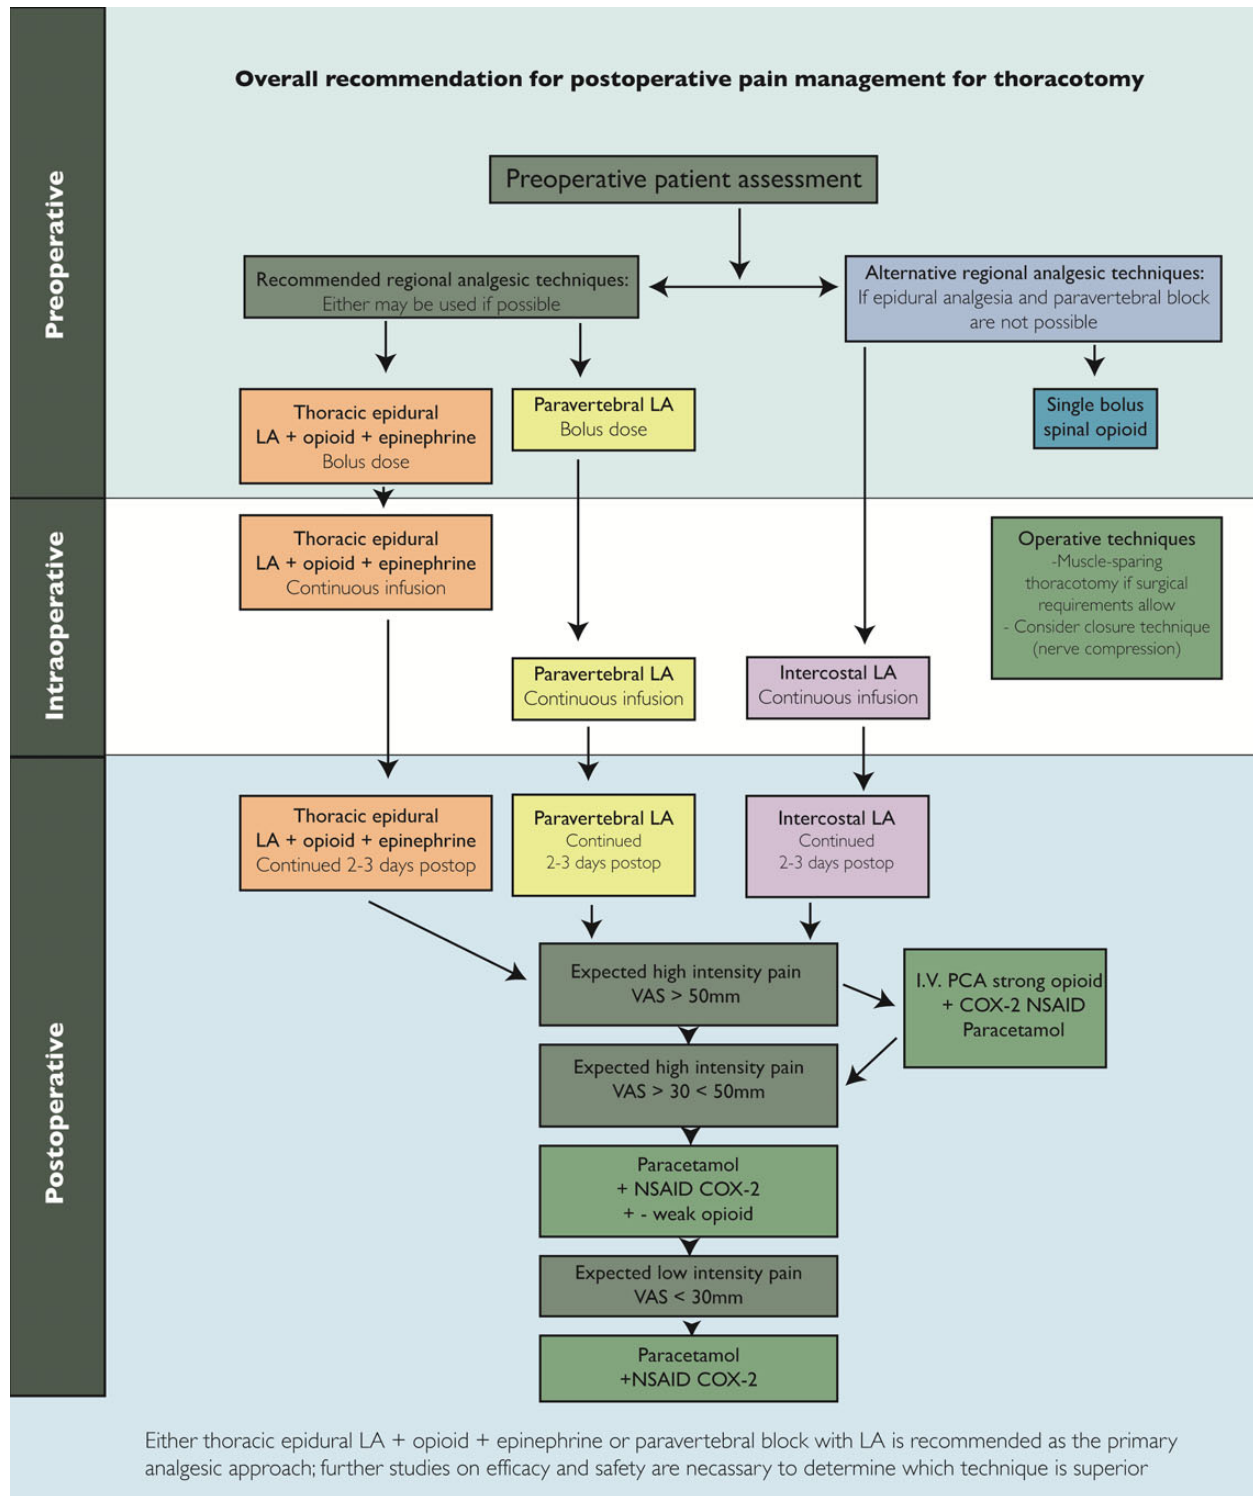 Preoperative
Overall recommendation for postoperative pain management for thoracotomy
Preoperative patient assessment
Recommended regional analgesic techniques:
Either may be used if possible
Alternative regional analgesic techniques:
If epidural analgesia and paravertebral block
are not possible
Thoracic epidural
LA + opioid + epinephrine
Bolus dose
Paravertebral LA
Bolus dose
Single bolus
spinal opioid
Intraoperative
Thoracic epidural
LA + opioid + epinephrine
Continuous infusion
Operative techniques
-Muscle-sparing
thoracotomy if surgical
requirements allow
- Consider closure technique
(nerve compression)
Paravertebral LA
Continuous infusion
Intercostal LA
Continuous infusion
Postoperative
Thoracic epidural
LA + opioid + epinephrine
Continued 2-3 days postop
Paravertebral LA
Continued
2-3 days postop
Intercostal LA
Continued
2-3 days postop
Expected high intensity pain
VAS > 50mm
I.V. PCA strong opioid
+ COX-2 NSAID
Paracetamol
Expected high intensity pain
VAS > 30 < 50mm
Paracetamol
+ NSAID COX-2
+ - weak opioid
Expected low intensity pain
VAS < 30mm
Paracetamol
+NSAID COX-2
Either thoracic epidural LA + opioid + epinephrine or paravertebral block with LA is recommended as the primary
analgesic approach; further studies on efficacy and safety are necassary to determine which technique is superior